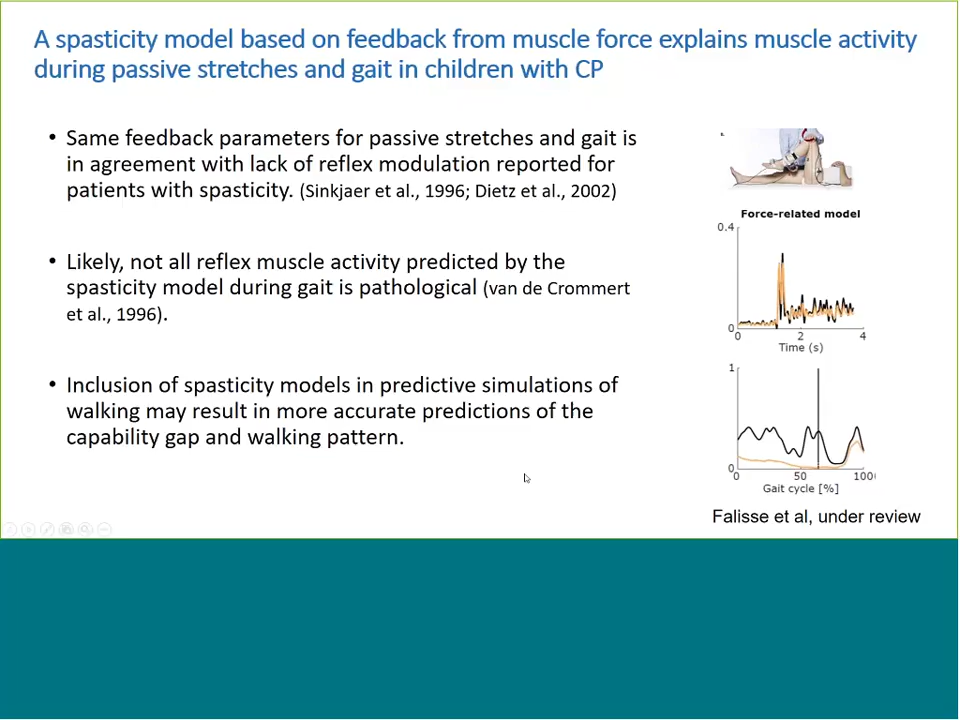 A spasticity model based on feedback from muscle force explains muscle activity
during passive stretches and gait in children with CP
• Same feedback parameters for passive stretches and gait is
in agreement with lack of reflex modulation reported for
patients with spasticity. (Sinkjaer et al., 1996; Dietz et al., 2002)
• Likely, not all reflex muscle activity predicted by the
spasticity model during gait is pathological (van de Crommert
et al., 1996).
• Inclusion of spasticity models in predictive simulations of
walking may result in more accurate predictions of the
capability gap and walking pattern.
Force-related model
0.4
0
0 2 4
Time (s)
1
0
0 50 100
Gait cycle [%]
Falisse et al, under review